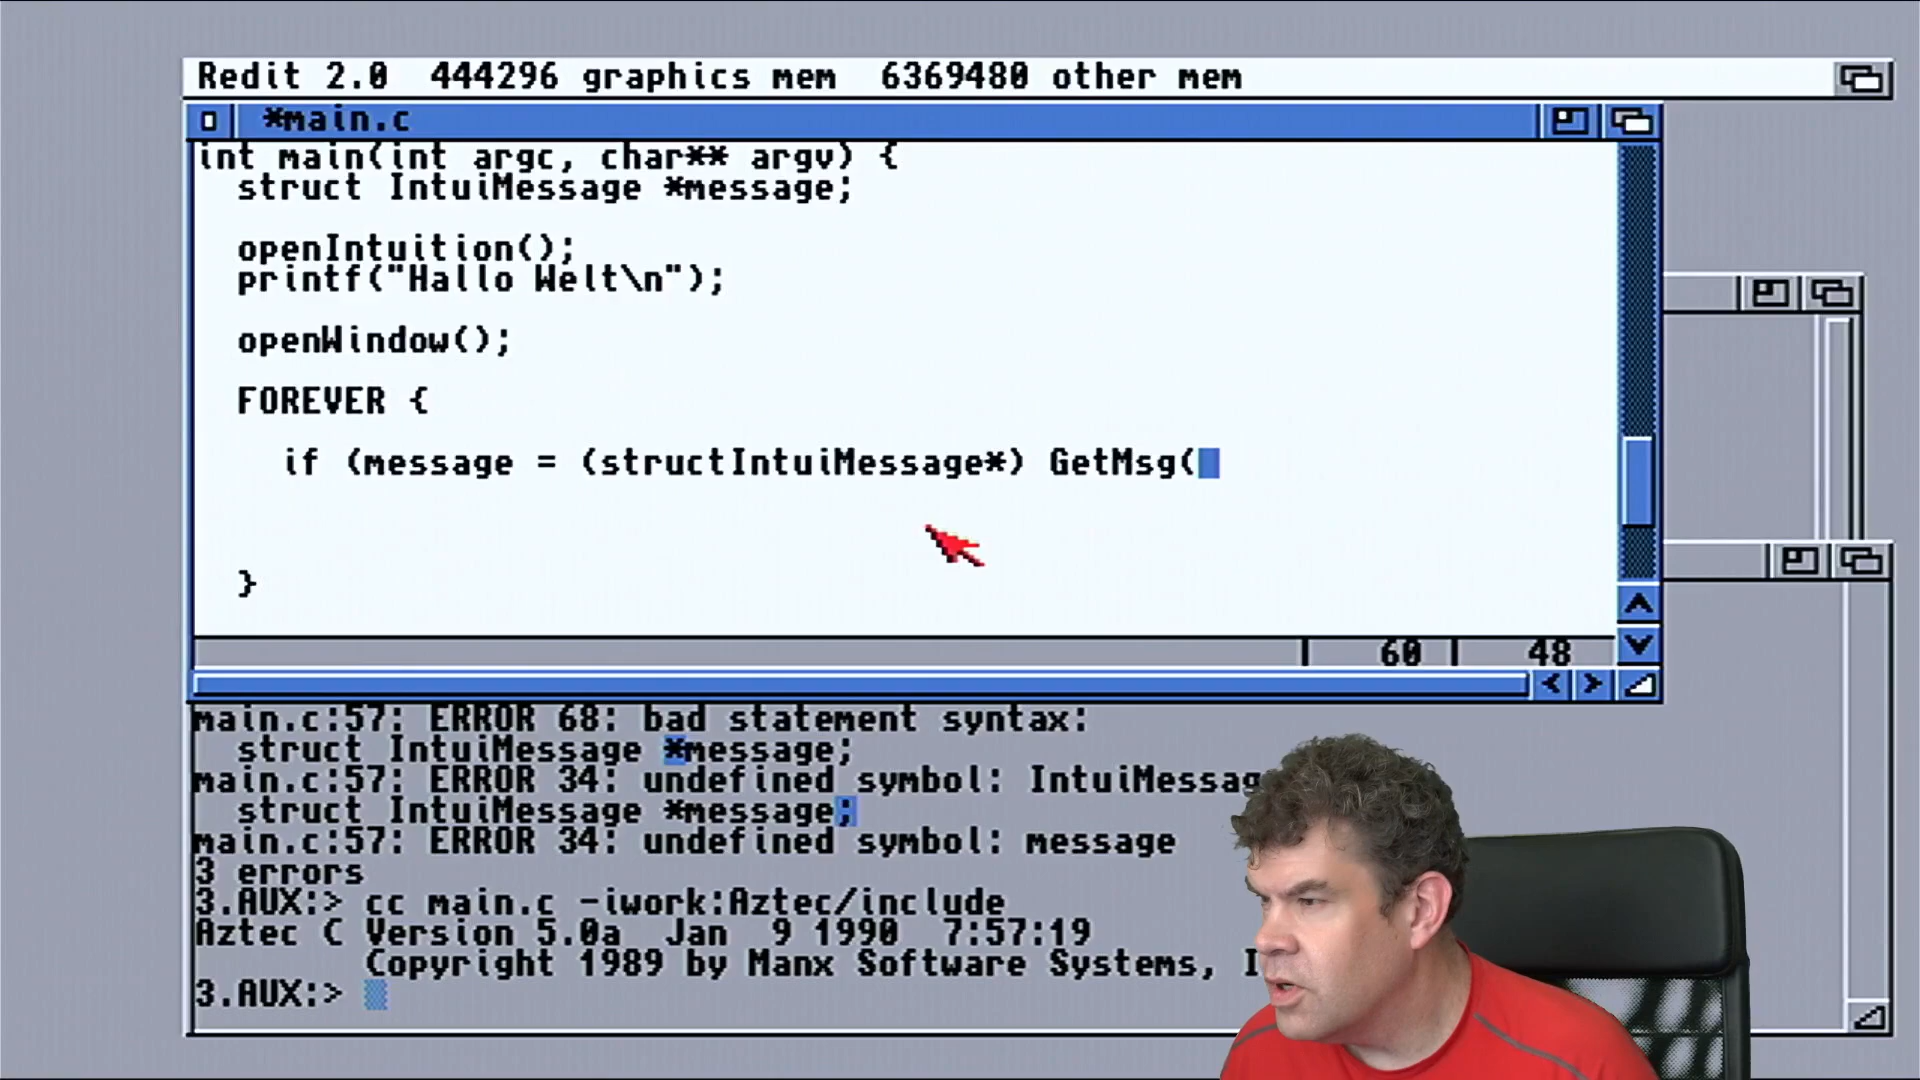 Redit 2.0 444296 graphics mem 6369480 other mem
*main.c
int main(int argc, char** argv) {
struct IntuiMessage *message;
openIntuition();
printf("Hallo Welt\n");
openWindow();
FOREVER {
if (message = (structIntuiMessage*) GetMsg(
}
60 48
main.c:57: ERROR 68: bad statement syntax:
struct IntuiMessage *message;
main.c:57: ERROR 34: undefined symbol: IntuiMessag
struct IntuiMessage *message;
main.c:57: ERROR 34: undefined symbol: message
3 errors
3.AUX:> cc main.c -iwork:Aztec/include
Aztec C Version 5.0a Jan 9 1990 7:57:19
Copyright 1989 by Manx Software Systems, I
3.AUX:>